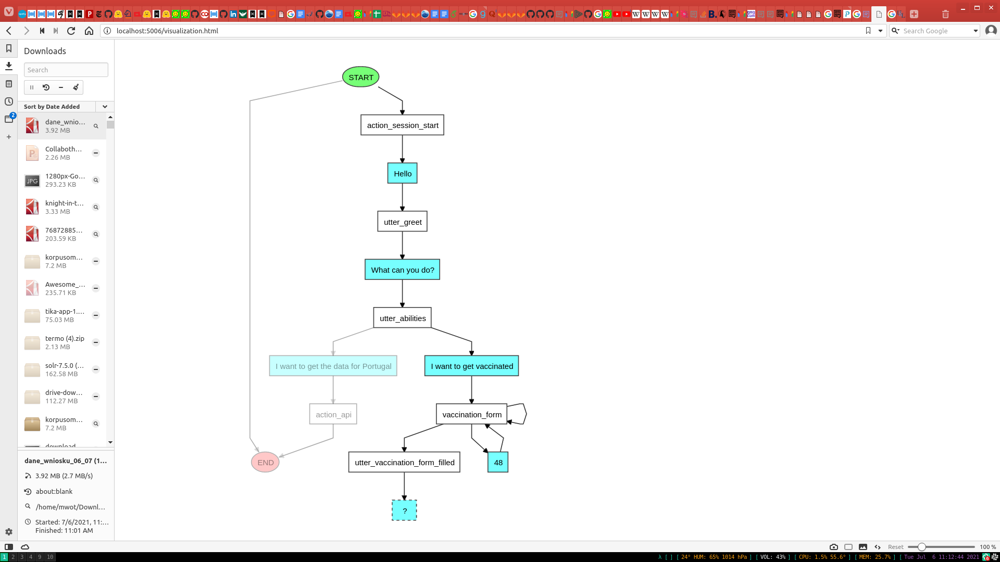 localhost:5006/visualization.html
Search Google
Downloads
Search
Sort by Date Added
2
dane_wnio...
3.92 MB
Collaboth...
2.26 MB
1280px-Go...
293.23 KB
knight-in-t...
3.33 MB
76872885...
203.59 KB
korpusom...
7.2 MB
Awesome_...
235.71 KB
tika-app-1....
75.03 MB
termo (4).zip
2.13 MB
solr-7.5.0 (...
162.58 MB
drive-dow...
112.27 MB
korpusom...
7.2 MB
download
dane_wniosku_06_07 (1...
3.92 MB (2.7 MB/s)
about:blank
/home/mwot/Downl...
Started: 7/6/2021, 11:...
Finished: 11:01 AM
START
action_session_start
Hello
utter_greet
What can you do?
utter_abilities
I want to get the data for Portugal
I want to get vaccinated
action_api
vaccination_form
END
utter_vaccination_form_filled
48
?
Reset
100 %
1 2 3 4 9 10
λ [ ] [ 24° HUM: 65% 1014 hPa ] [ VOL: 43% ] [ CPU: 1.5% 55.6° ] [ MEM: 25.7% ] [ Tue Jul 6 11:12:44 2021 ]